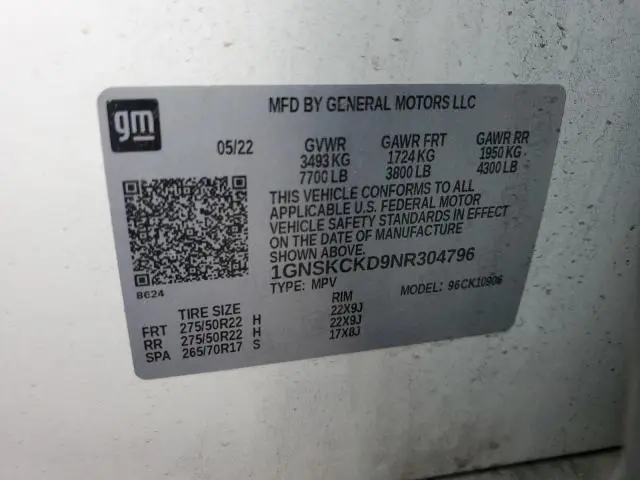 gm
MFD BY GENERAL MOTORS LLC
05/22 GVWR GAWR FRT GAWR RR
3493 KG 1724 KG 1950 KG
7700 LB 3800 LB 4300 LB
THIS VEHICLE CONFORMS TO ALL
APPLICABLE U.S. FEDERAL MOTOR
VEHICLE SAFETY STANDARDS IN EFFECT
ON THE DATE OF MANUFACTURE
SHOWN ABOVE.
1GNSKCKD9NR304796
TYPE: MPV MODEL: 96CK10906
B624
TIRE SIZE RIM
FRT 275/50R22 H 22X9J
RR 275/50R22 H 22X9J
SPA 265/70R17 S 17X8J